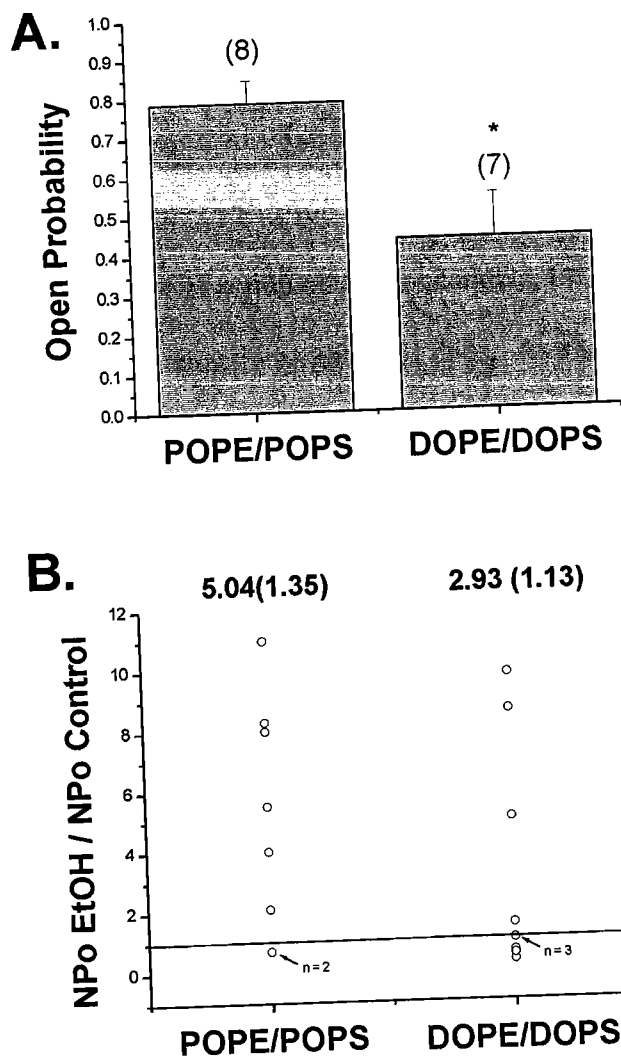 A.
Open Probability
1.0
0.9
0.8
0.7
0.6
0.5
0.4
0.3
0.2
0.1
0.0
(8)
*
(7)
POPE/POPS
DOPE/DOPS
B.
5.04(1.35)
2.93 (1.13)
NPo EtOH / NPo Control
12
10
8
6
4
2
0
n=2
n=3
POPE/POPS
DOPE/DOPS